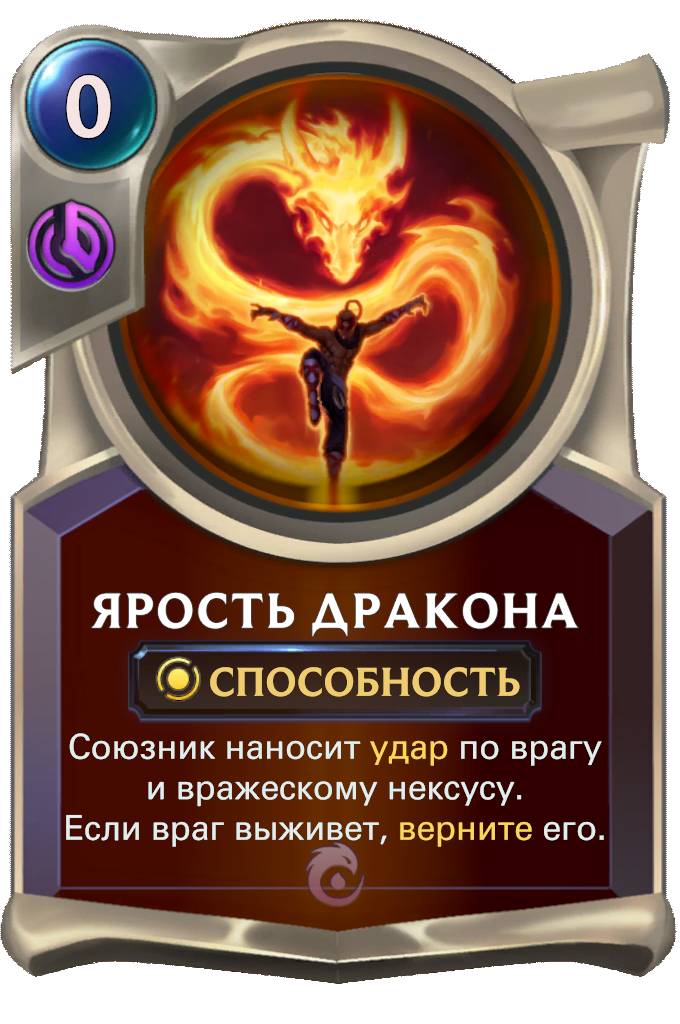 0
ЯРОСТЬ ДРАКОНА
СПОСОБНОСТЬ
Союзник наносит удар по врагу
и вражескому нексусу.
Если враг выживет, верните его.